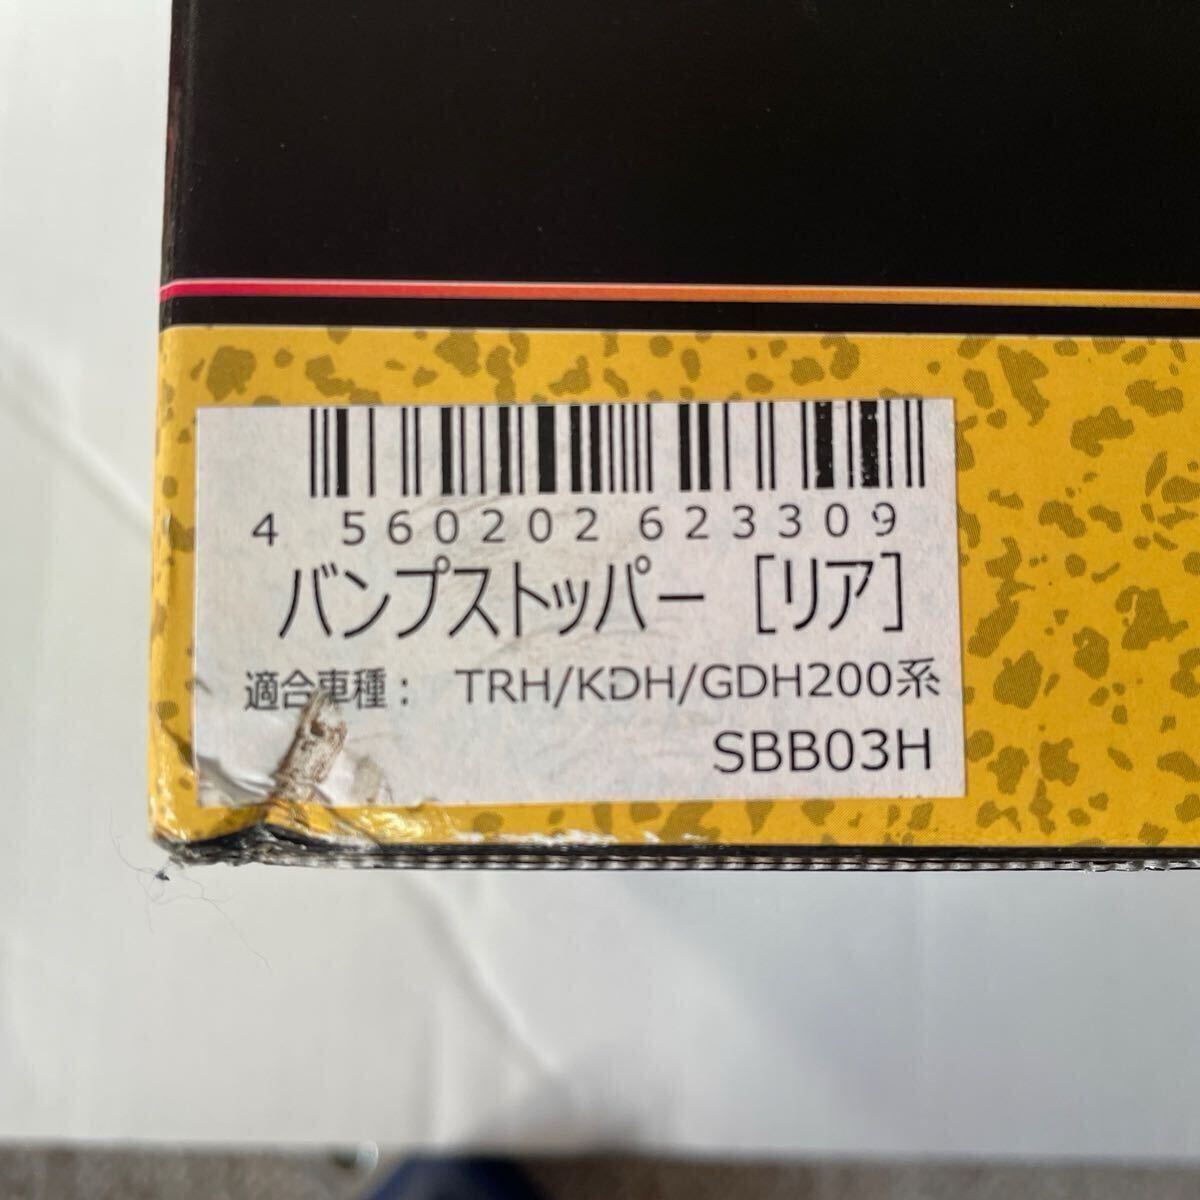 4 560202 623309
バンプストッパー [リア]
適合車種: TRH/KDH/GDH200系
SBB03H